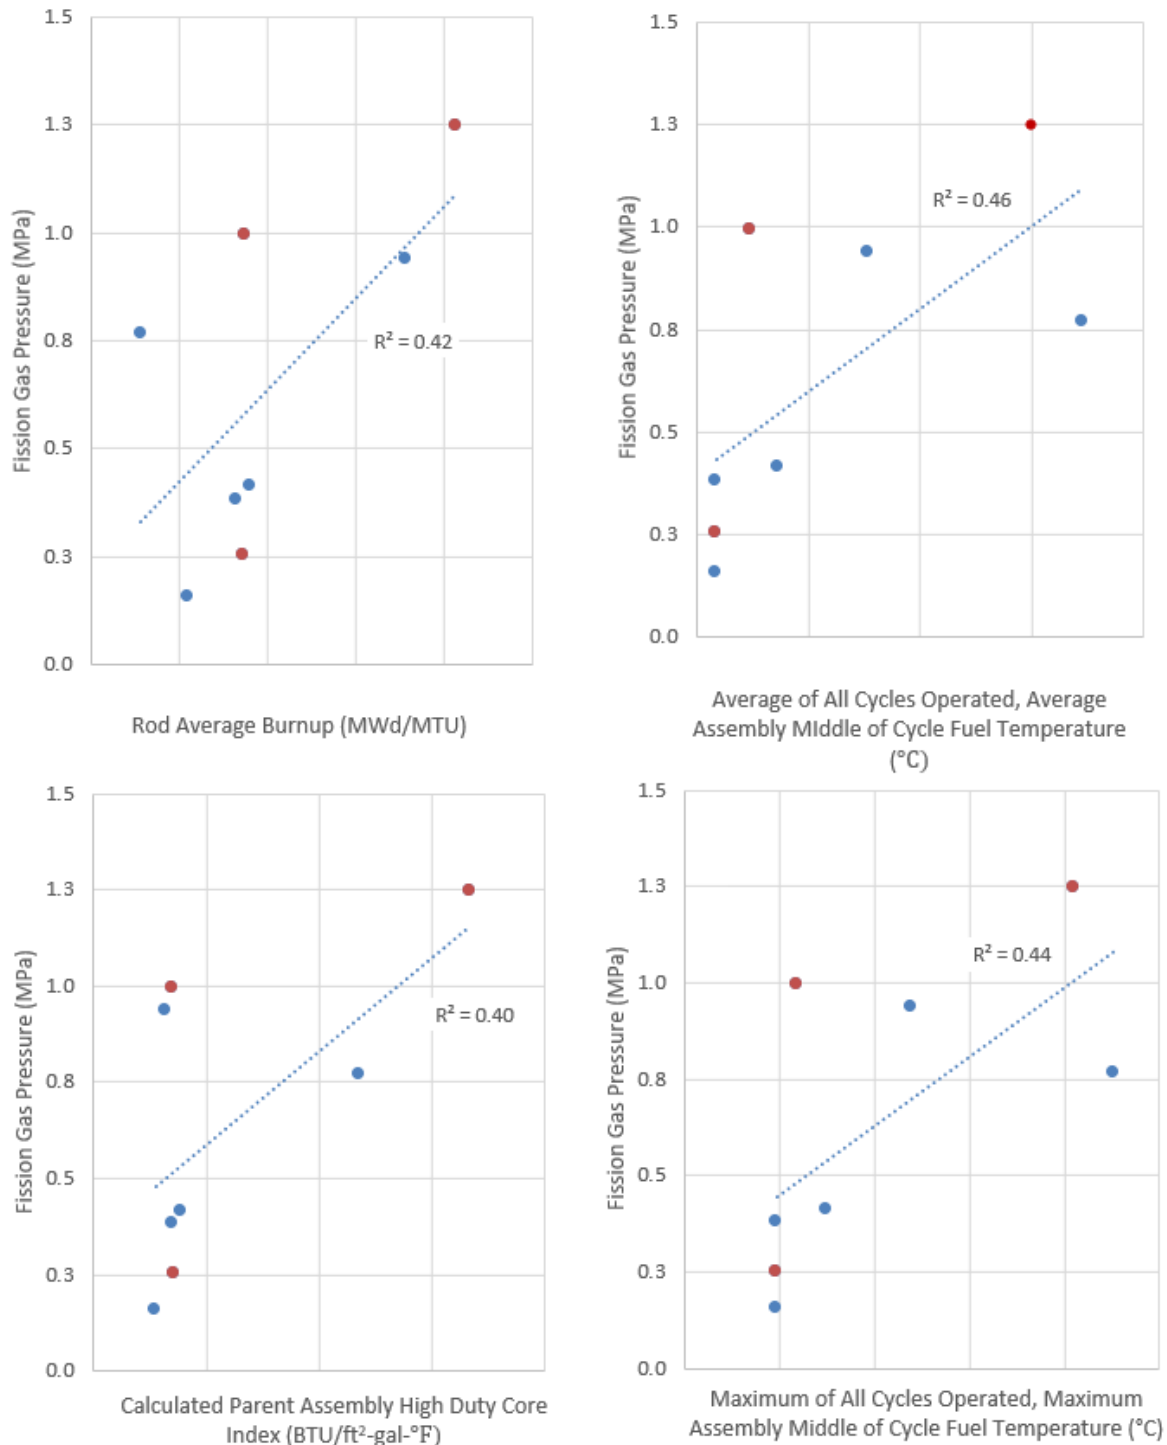 1.5
1.3
1.0
0.8
0.5
0.3
0.0
Fission Gas Pressure (MPa)
R² = 0.42
Rod Average Burnup (MWd/MTU)
1.5
1.3
1.0
0.8
0.5
0.3
0.0
Fission Gas Pressure (MPa)
R² = 0.46
Average of All Cycles Operated, Average
Assembly MIddle of Cycle Fuel Temperature
(°C)
1.5
1.3
1.0
0.8
0.5
0.3
0.0
Fission Gas Pressure (MPa)
R² = 0.40
Calculated Parent Assembly High Duty Core
Index (BTU/ft²-gal-°F)
1.5
1.3
1.0
0.8
0.5
0.3
0.0
Fission Gas Pressure (MPa)
R² = 0.44
Maximum of All Cycles Operated, Maximum
Assembly Middle of Cycle Fuel Temperature (°C)